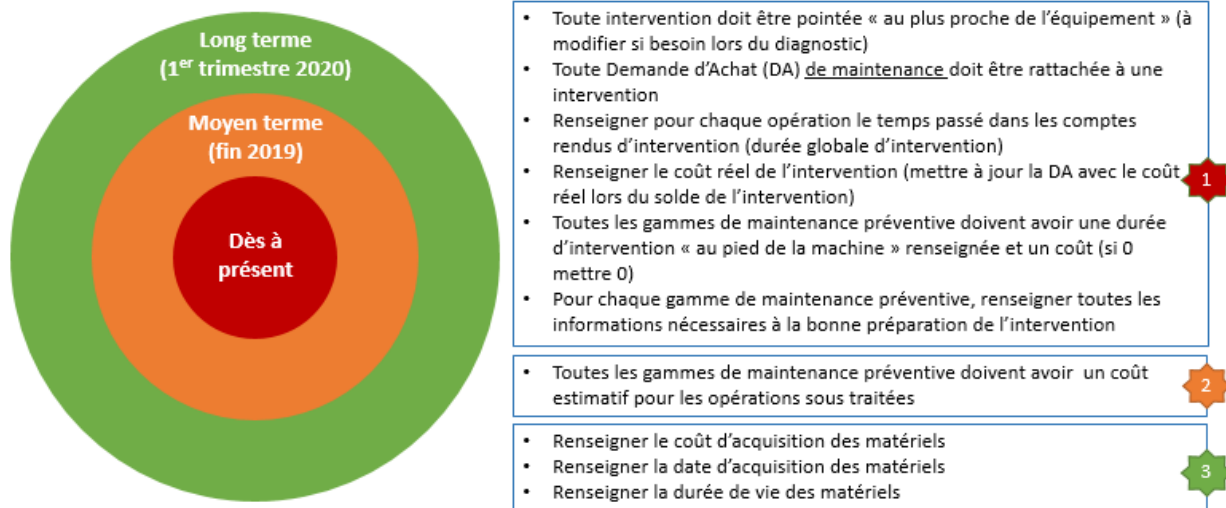 Long terme
(1er trimestre 2020)
Moyen terme
(fin 2019)
Dès à
présent
• Toute intervention doit être pointée « au plus proche de l’équipement » (à
modifier si besoin lors du diagnostic)
• Toute Demande d’Achat (DA) de maintenance doit être rattachée à une
intervention
• Renseigner pour chaque opération le temps passé dans les comptes
rendus d’intervention (durée globale d’intervention)
• Renseigner le coût réel de l’intervention (mettre à jour la DA avec le coût
réel lors du solde de l’intervention)
• Toutes les gammes de maintenance préventive doivent avoir une durée
d’intervention « au pied de la machine » renseignée et un coût (si 0
mettre 0)
• Pour chaque gamme de maintenance préventive, renseigner toutes les
informations nécessaires à la bonne préparation de l’intervention
1
• Toutes les gammes de maintenance préventive doivent avoir un coût
estimatif pour les opérations sous traitées
2
• Renseigner le coût d’acquisition des matériels
• Renseigner la date d’acquisition des matériels
• Renseigner la durée de vie des matériels
3